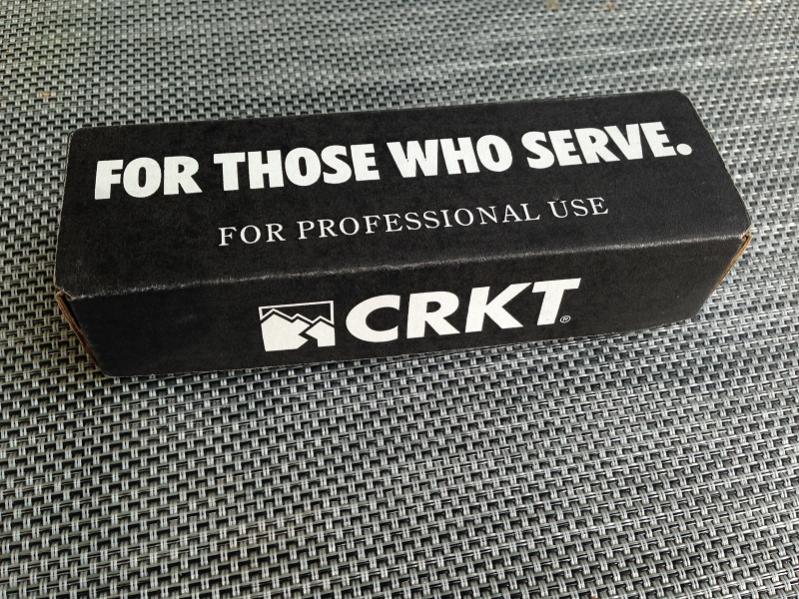 FOR THOSE WHO SERVE.
FOR PROFESSIONAL USE
CRKT®